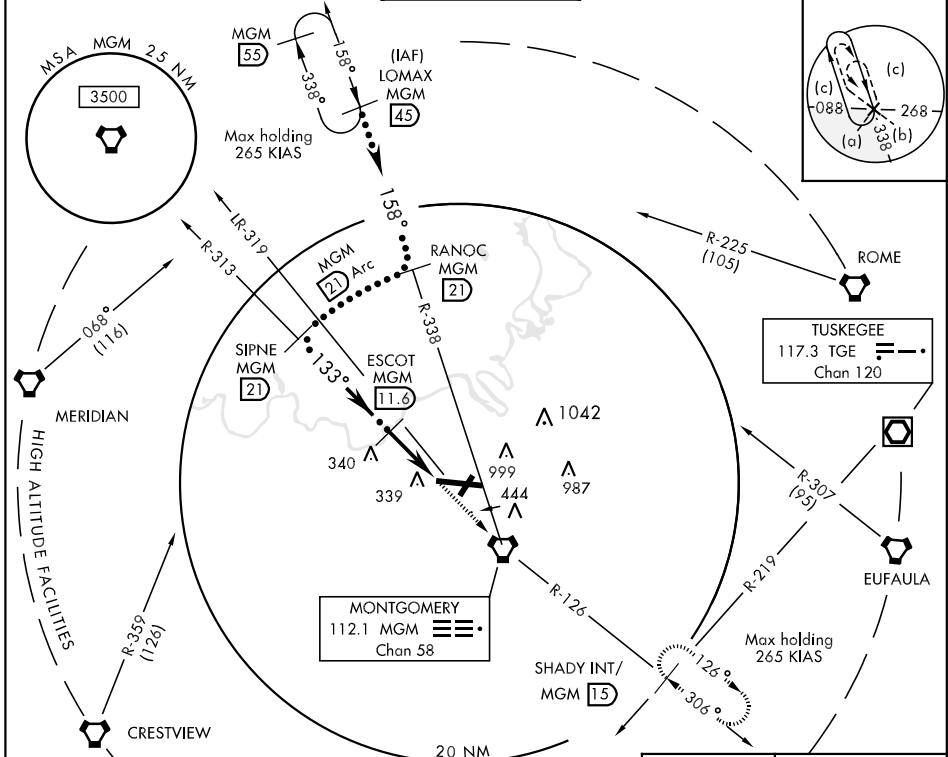 MSA MGM 25 NM
3500
MGM
55
158°
338°
(IAF)
LOMAX
MGM
45
Max holding
265 KIAS
158°
(c)
(c)
088
268
(a)
338
(b)
LR-319
R-313
MGM
21 Arc
RANOC
MGM
21
R-338
R-225
(105)
ROME
068°
(116)
MERIDIAN
SIPNE
MGM
21
133°
ESCOT
MGM
11.6
TUSKEGEE
117.3 TGE
Chan 120
1042
340
339
999
987
444
R-307
(95)
EUFAULA
HIGH ALTITUDE FACILITIES
R-359
(126)
CRESTVIEW
MONTGOMERY
112.1 MGM
Chan 58
R-126
R-219
SHADY INT/
MGM 15
126°
306°
Max holding
265 KIAS
20 NM